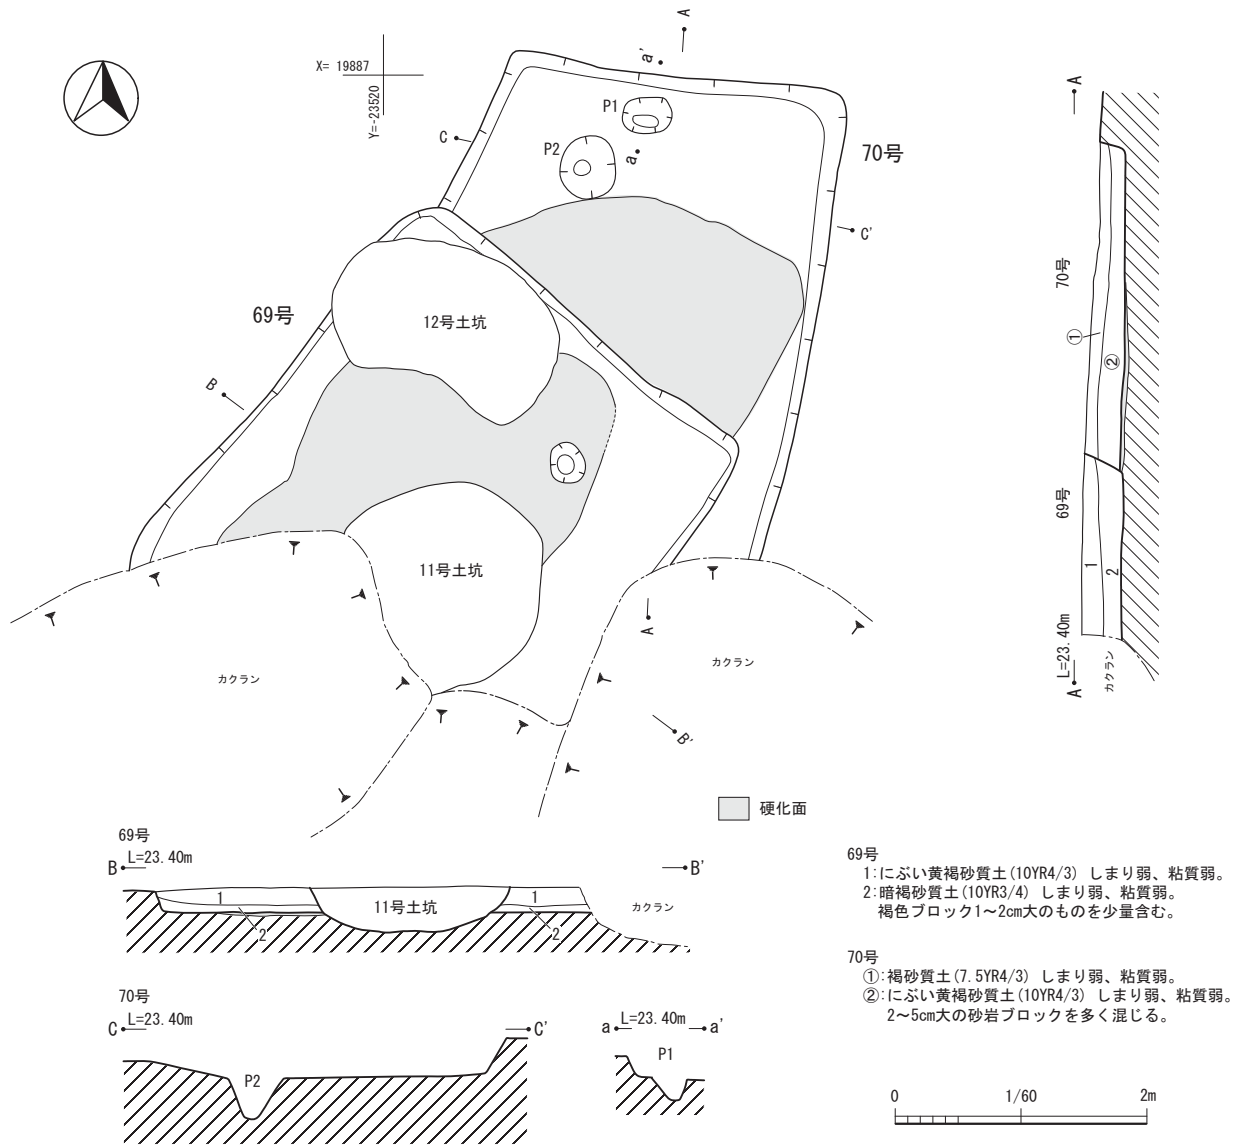 X= 19887
Y=-23520
A
a'
P1
C
P2
a
70号
C'
69号
12号土坑
B
11号土坑
A
カクラン
カクラン
B'
硬化面
A
70号
①
②
69号
1
2
L=23.40m
A
カクラン
69号
B L=23.40m B'
1
11号土坑
1
カクラン
2
2
70号
C L=23.40m C'
P2
a L=23.40m a'
P1
69号
1:にぶい黄褐砂質土(10YR4/3) しまり弱、粘質弱。
2:暗褐砂質土(10YR3/4) しまり弱、粘質弱。
褐色ブロック1～2cm大のものを少量含む。
70号
①:褐砂質土(7.5YR4/3) しまり弱、粘質弱。
②:にぶい黄褐砂質土(10YR4/3) しまり弱、粘質弱。
2～5cm大の砂岩ブロックを多く混じる。
0 1/60 2m